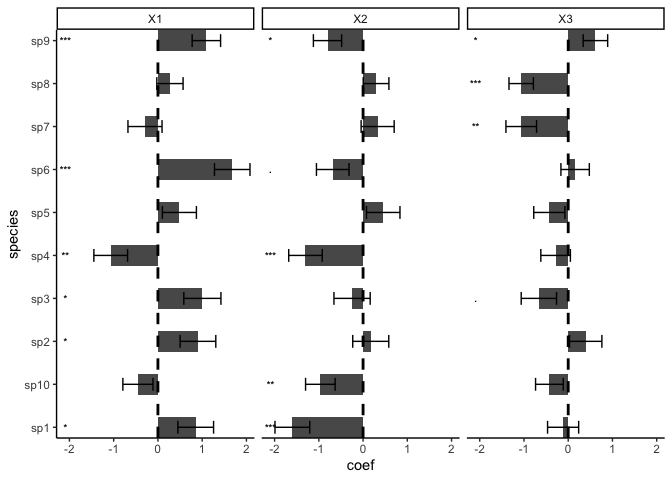 X1 X2 X3
sp9 *** * *
sp8 ***
sp7 **
sp6 *** .
sp5
sp4 ** ***
sp3 * .
sp2 *
sp10 **
sp1 * ***
-2 -1 0 1 2 -2 -1 0 1 2 -2 -1 0 1 2
coef
species